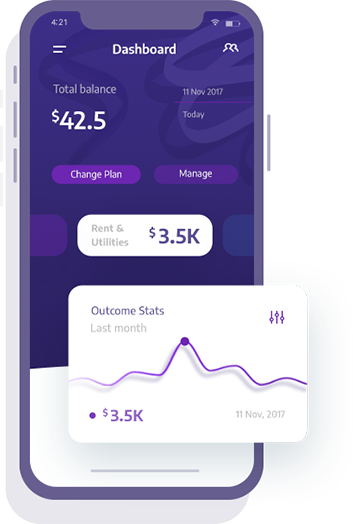 4:21
Dashboard
Total balance
$42.5
11 Nov 2017
Today
Change Plan
Manage
Rent &
Utilities
$3.5K
Outcome Stats
Last month
$3.5K
11 Nov, 2017